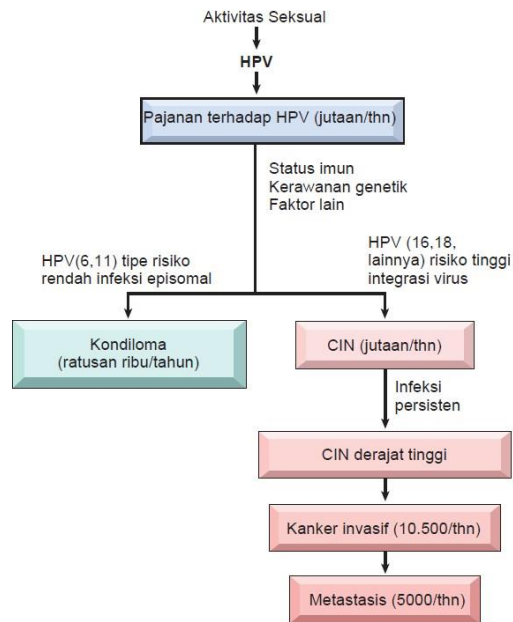 Aktivitas Seksual
HPV
Pajanan terhadap HPV (jutaan/thn)
Status imun
Kerawanan genetik
Faktor lain
HPV(6,11) tipe risiko
rendah infeksi episomal
HPV (16,18,
lainnya) risiko tinggi
integrasi virus
Kondiloma
(ratusan ribu/tahun)
CIN (jutaan/thn)
Infeksi
persisten
CIN derajat tinggi
Kanker invasif (10.500/thn)
Metastasis (5000/thn)